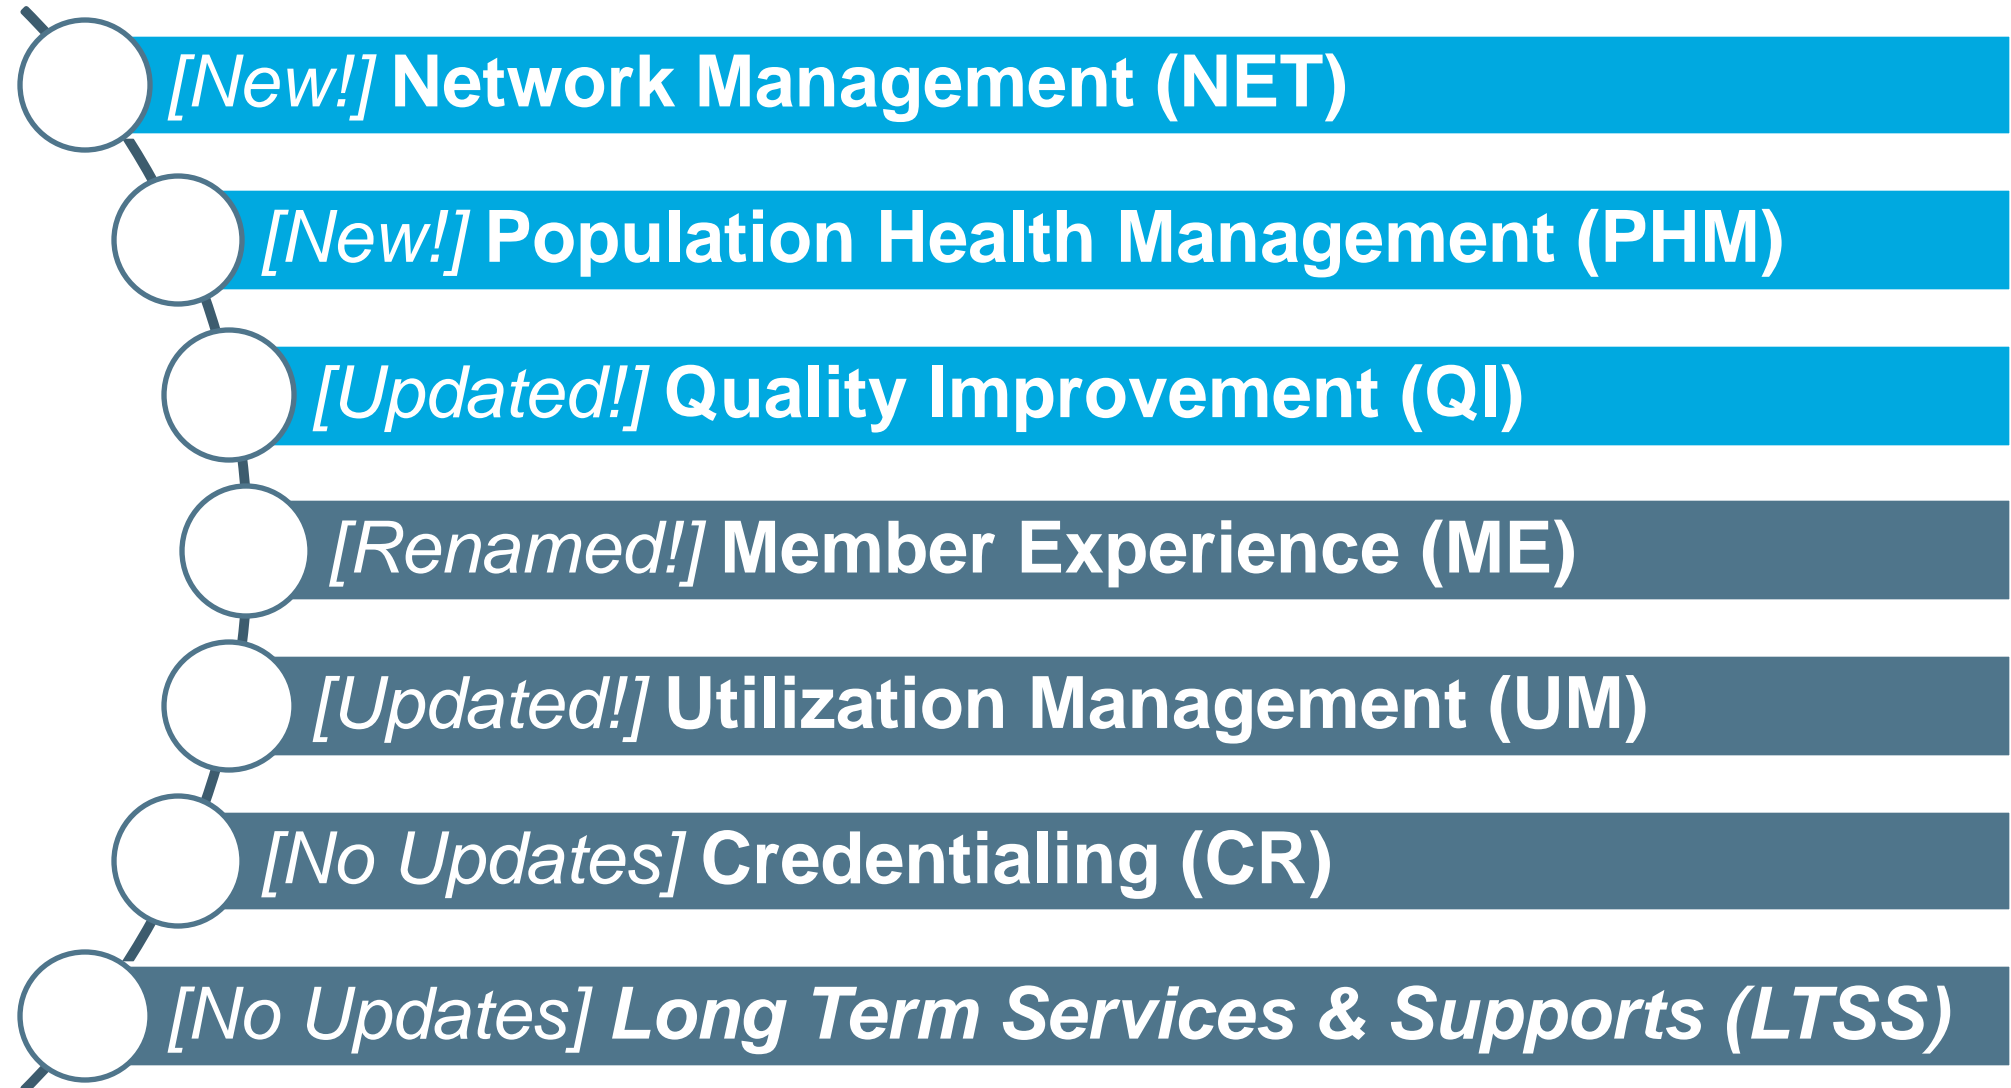 [New!] Network Management (NET)
[New!] Population Health Management (PHM)
[Updated!] Quality Improvement (QI)
[Renamed!] Member Experience (ME)
[Updated!] Utilization Management (UM)
[No Updates] Credentialing (CR)
[No Updates] Long Term Services & Supports (LTSS)